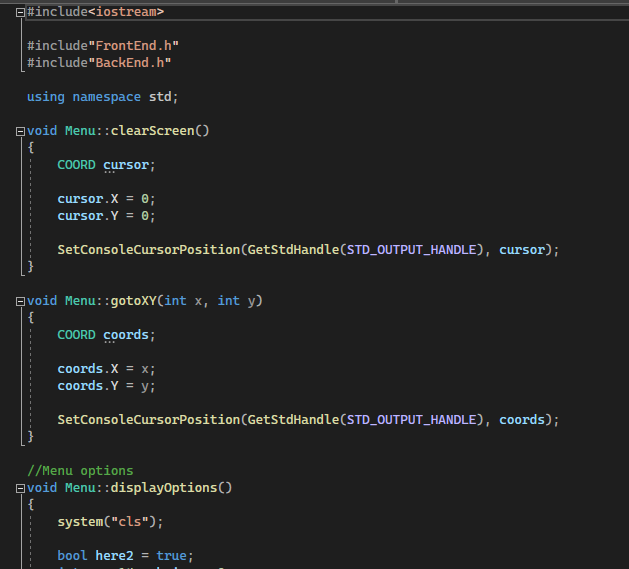 #include<iostream>
#include"FrontEnd.h"
#include"BackEnd.h"
using namespace std;
void Menu::clearScreen()
{
COORD cursor;
cursor.X = 0;
cursor.Y = 0;
SetConsoleCursorPosition(GetStdHandle(STD_OUTPUT_HANDLE), cursor);
}
void Menu::gotoXY(int x, int y)
{
COORD coords;
coords.X = x;
coords.Y = y;
SetConsoleCursorPosition(GetStdHandle(STD_OUTPUT_HANDLE), coords);
}
//Menu options
void Menu::displayOptions()
{
system("cls");
bool here2 = true;